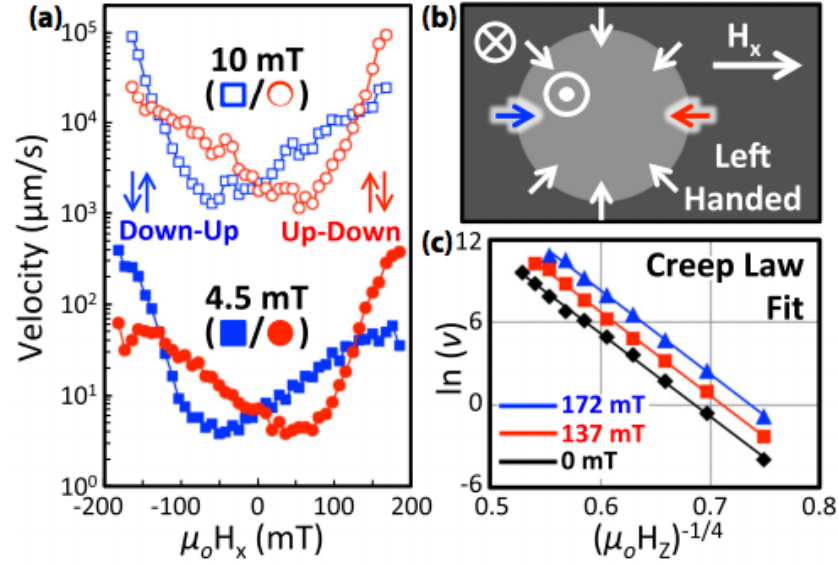 (a)
Velocity (μm/s)
10⁵
10⁴
10³
10²
10¹
10⁰
10 mT
(□/○)
↓↑
Down-Up
↑↓
Up-Down
4.5 mT
(■/●)
-200 -100 0 100 200
μₒHₓ (mT)
(b)
Hₓ
Left
Handed
(c)
ln (v)
12
6
0
-6
Creep Law
Fit
172 mT
137 mT
0 mT
0.5 0.6 0.7 0.8
(μₒH_Z)⁻¹/⁴